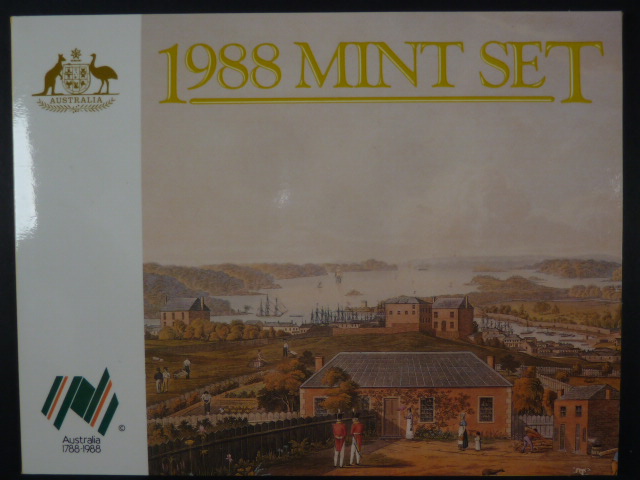 1988 MINT SET
AUSTRALIA
©
Australia
1788-1988